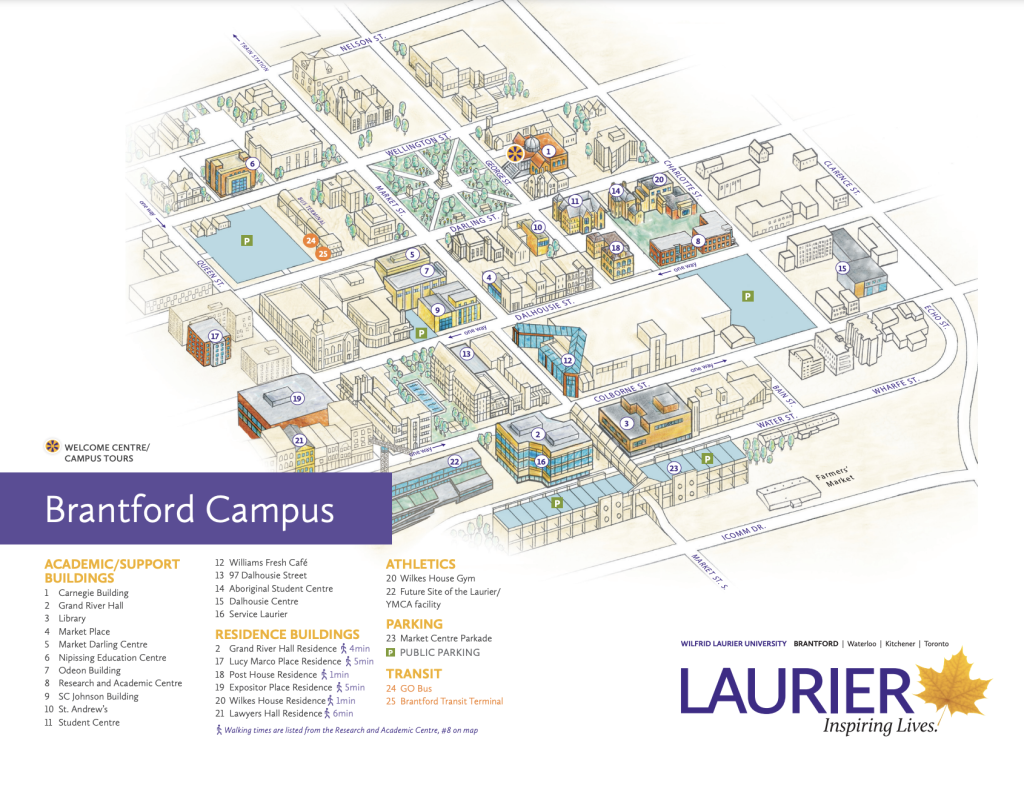 TRAIN STATION
NELSON ST.
WELLINGTON ST.
1
GEORGE ST.
CHARLOTTE ST.
CLARENCE ST.
6
20
14
MARKET ST.
one way
BUS TERMINAL
11
DARLING ST.
10
8
P
24
25
5
18
one way
15
QUEEN ST.
7
4
P
9
DALHOUSIE ST.
ECHO ST.
17
P
one way
13
12
one way
WHARFE ST.
19
COLBORNE ST.
BAIN ST.
3
WATER ST.
21
2
one way
22
16
23
P
Farmers'
Market
P
ICOMM DR.
MARKET ST. S.
WELCOME CENTRE/
CAMPUS TOURS
Brantford Campus
ACADEMIC/SUPPORT
BUILDINGS
1 Carnegie Building
2 Grand River Hall
3 Library
4 Market Place
5 Market Darling Centre
6 Nipissing Education Centre
7 Odeon Building
8 Research and Academic Centre
9 SC Johnson Building
10 St. Andrew's
11 Student Centre
12 Williams Fresh Café
13 97 Dalhousie Street
14 Aboriginal Student Centre
15 Dalhousie Centre
16 Service Laurier
RESIDENCE BUILDINGS
2 Grand River Hall Residence 4min
17 Lucy Marco Place Residence 5min
18 Post House Residence 1min
19 Expositor Place Residence 5min
20 Wilkes House Residence 1min
21 Lawyers Hall Residence 6min
Walking times are listed from the Research and Academic Centre, #8 on map
ATHLETICS
20 Wilkes House Gym
22 Future Site of the Laurier/
YMCA facility
PARKING
23 Market Centre Parkade
P PUBLIC PARKING
TRANSIT
24 GO Bus
25 Brantford Transit Terminal
WILFRID LAURIER UNIVERSITY BRANTFORD | Waterloo | Kitchener | Toronto
LAURIER
Inspiring Lives.